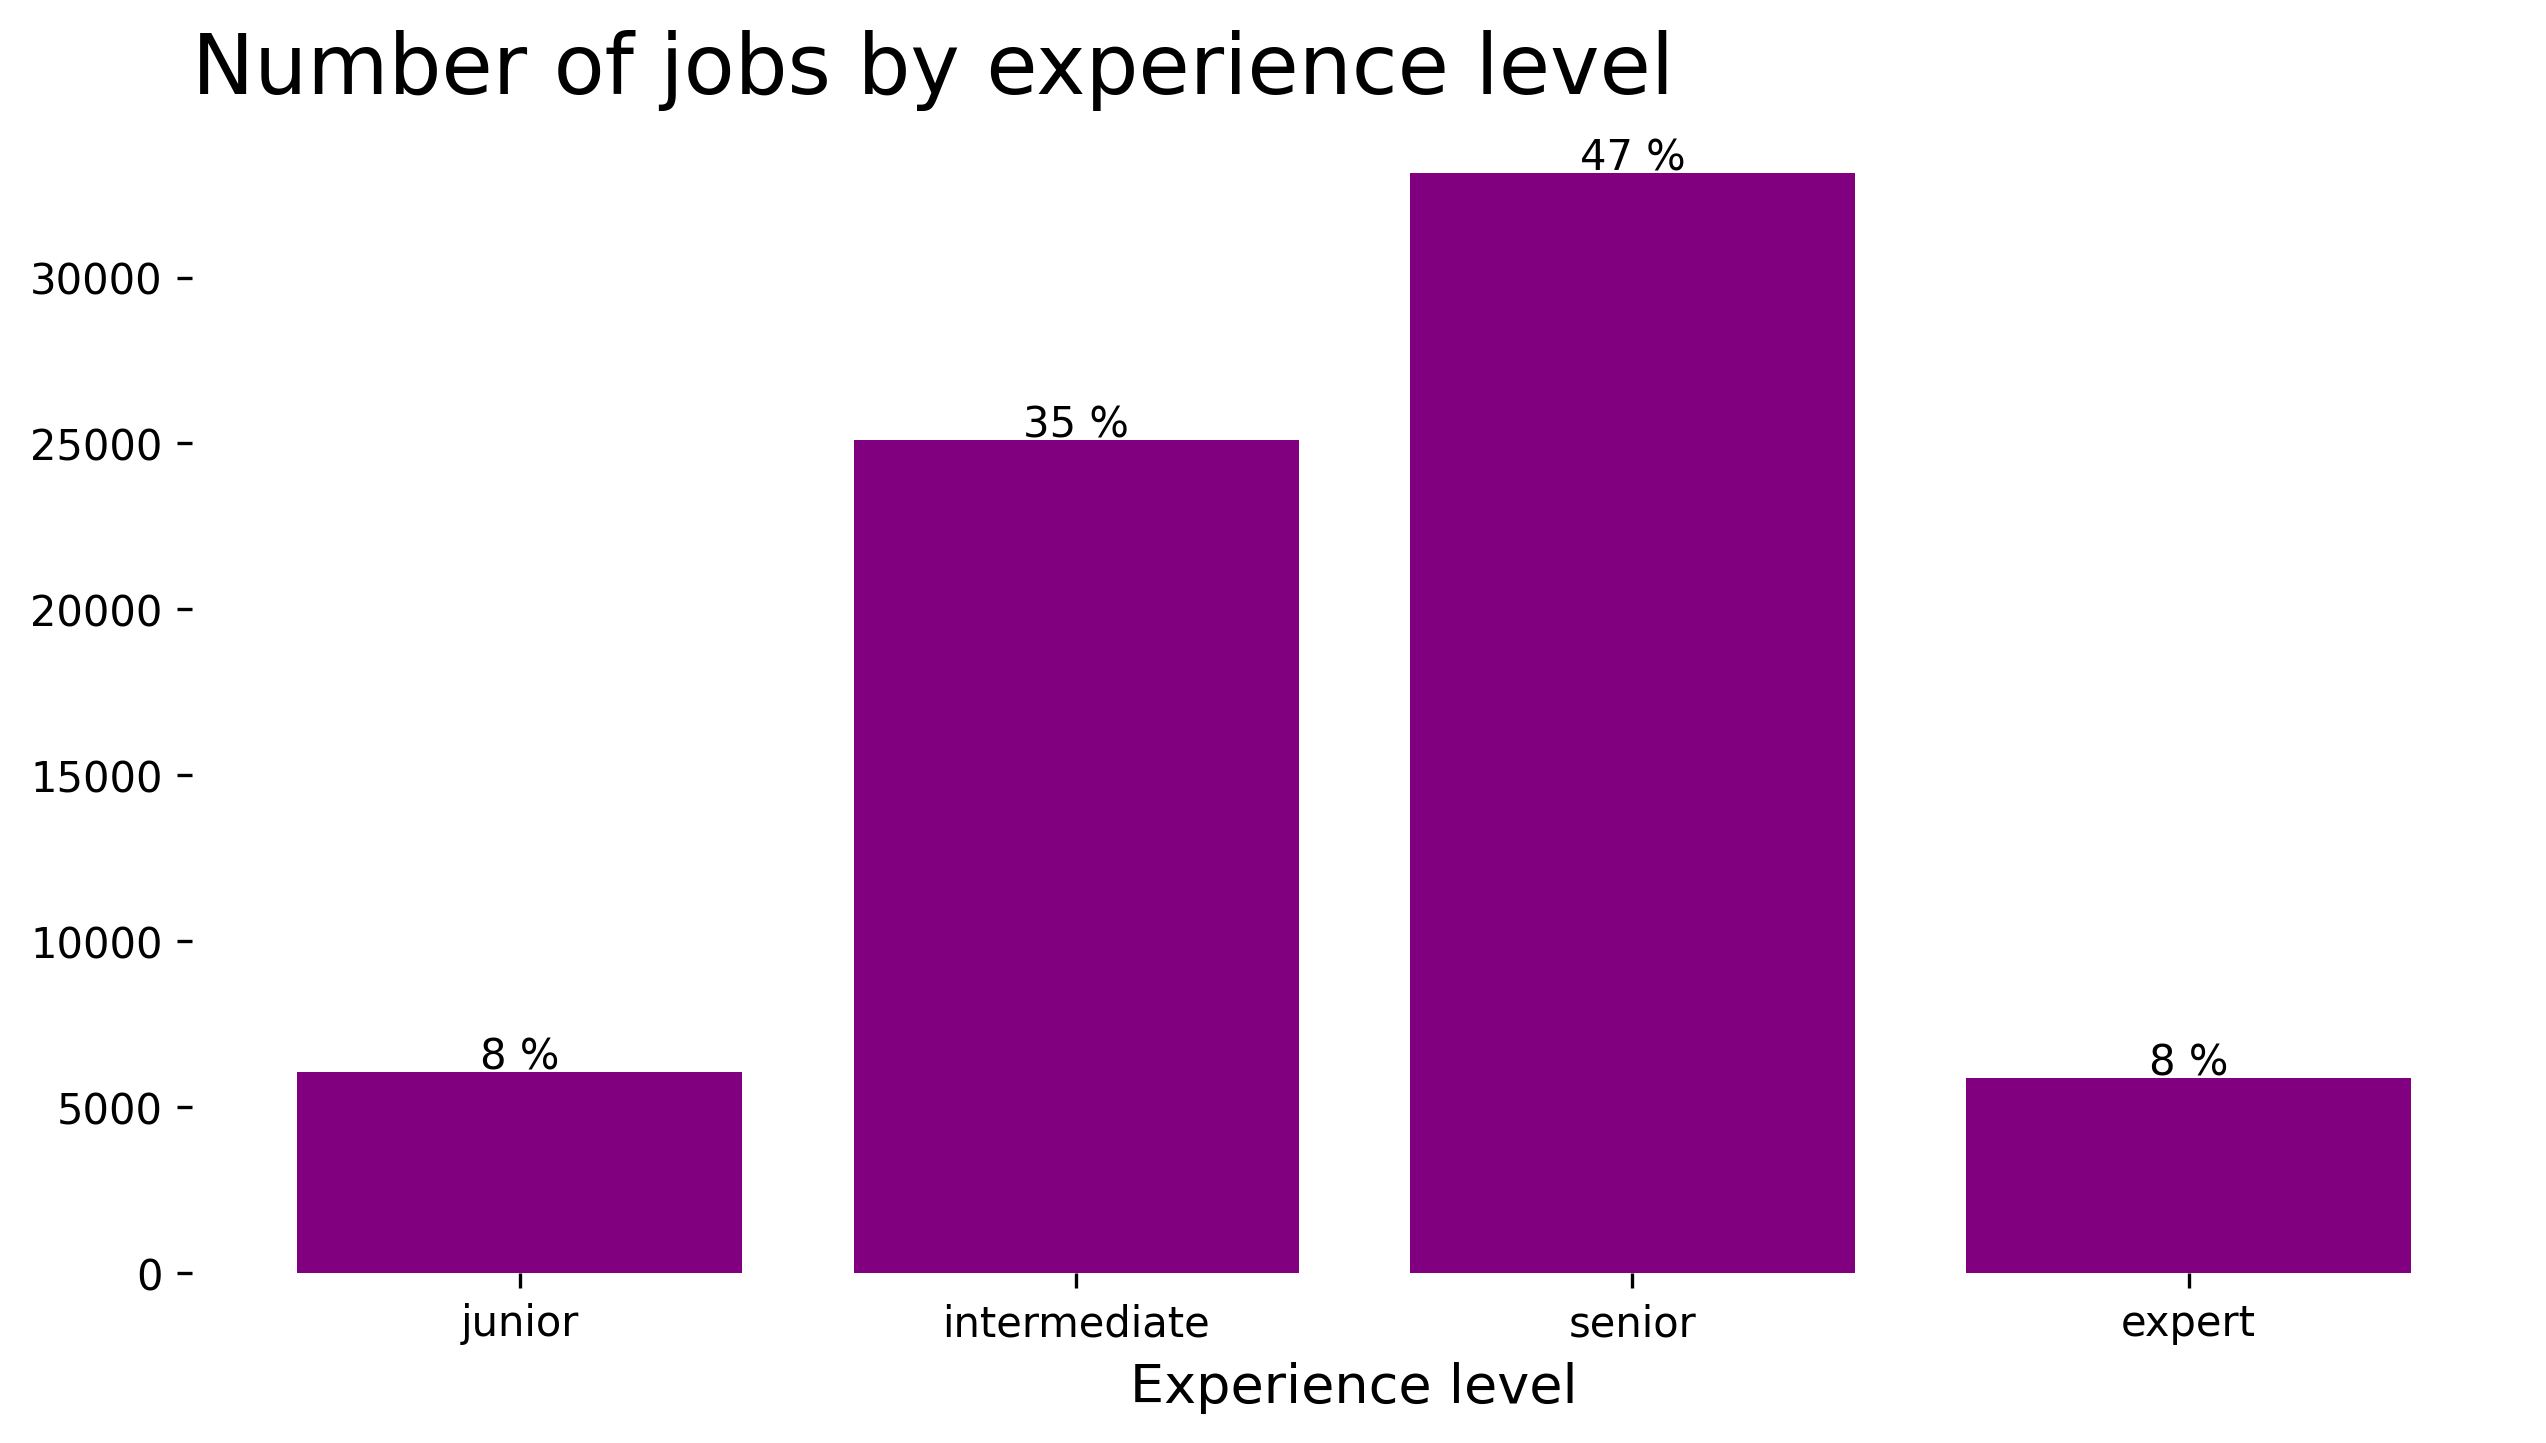 Number of jobs by experience level
47 %
30000
35 %
25000
20000
15000
10000
8 %
8 %
5000
0
junior
intermediate
senior
expert
Experience level